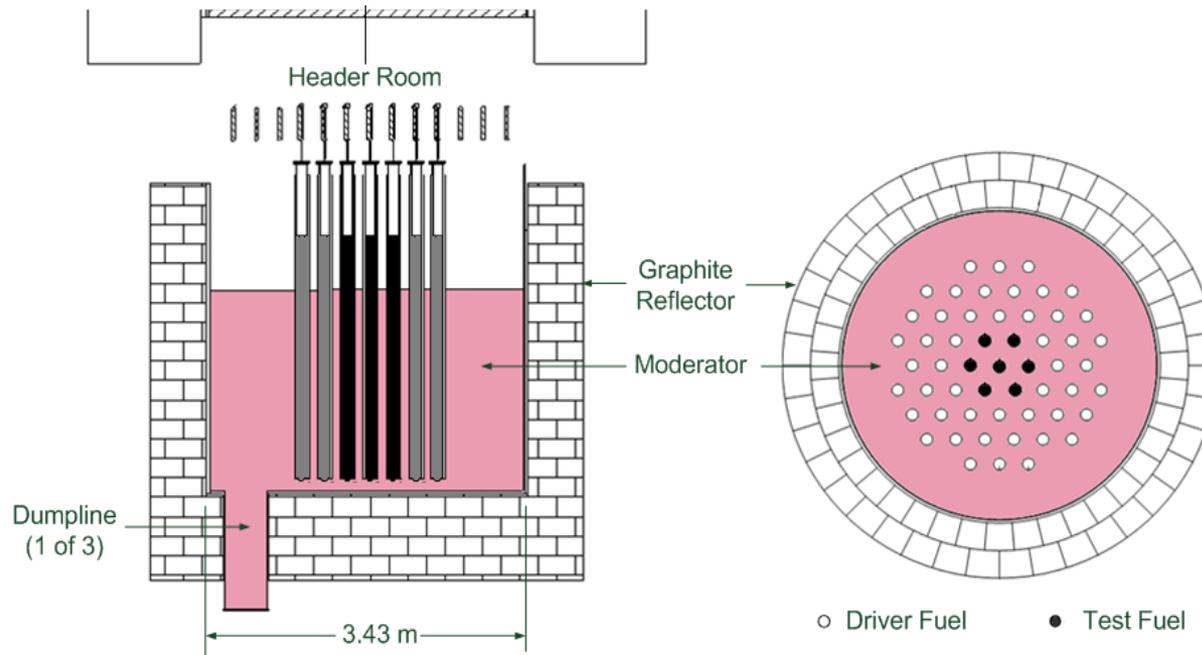 Header Room
Graphite
Reflector
Moderator
Dumpline
(1 of 3)
3.43 m
Driver Fuel
Test Fuel